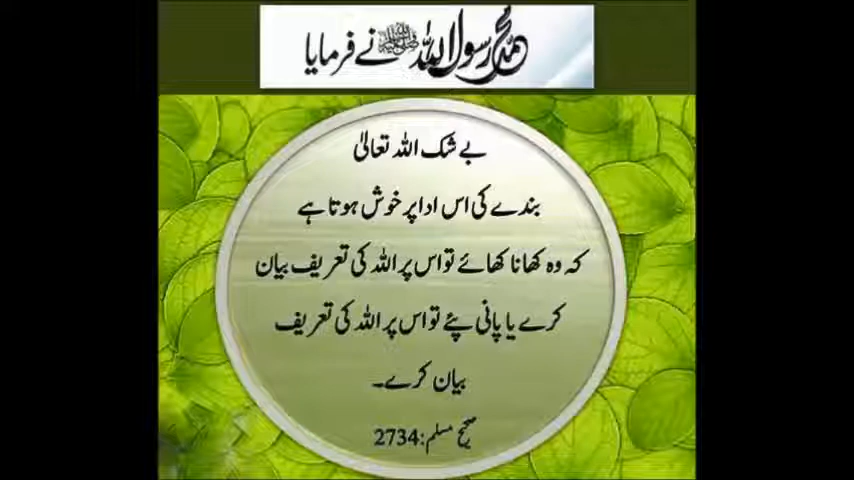 محمد رسول اللہ ﷺ نے فرمایا
بے شک اللہ تعالیٰ
بندے کی اس ادا پر خوش ہوتا ہے
کہ وہ کھانا کھائے تو اس پر اللہ کی تعریف بیان
کرے یا پانی پئے تو اس پر اللہ کی تعریف
بیان کرے۔
صحیح مسلم:2734